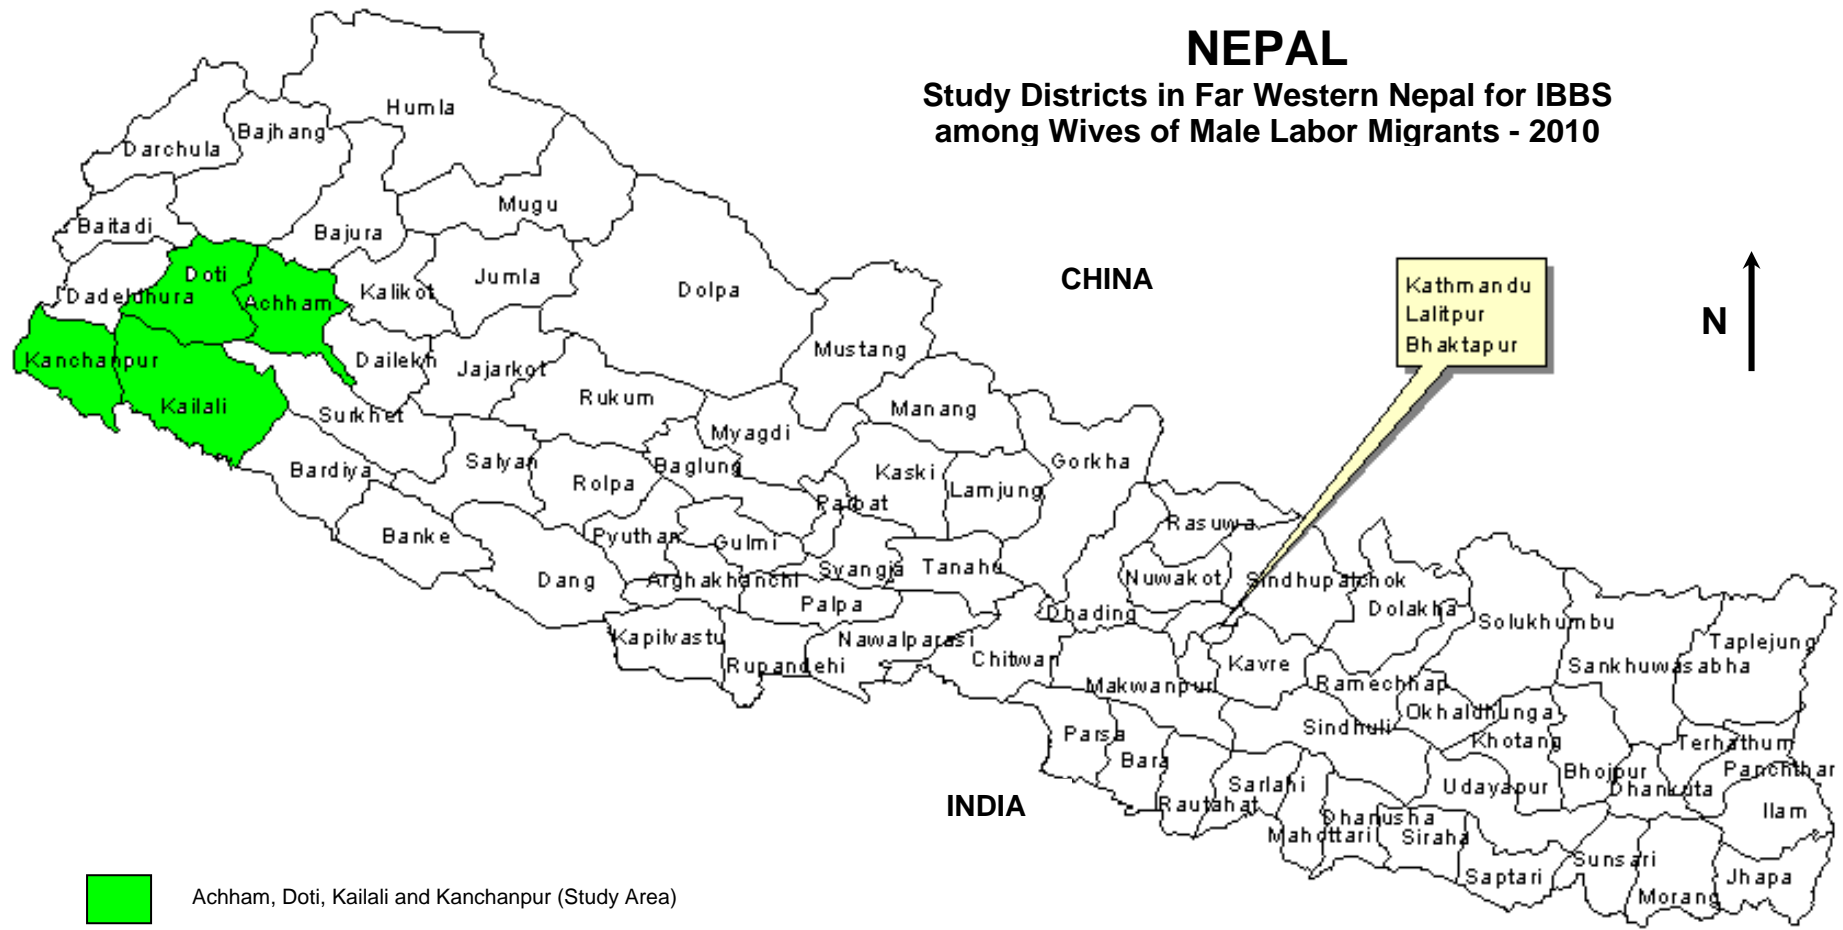 NEPAL
Study Districts in Far Western Nepal for IBBS
among Wives of Male Labor Migrants - 2010
Humla
Bajhang
Darchula
Mugu
Baitadi
Bajura
Doti
Jumla
Dolpa
CHINA
Kathmandu
Lalitpur
Bhaktapur
N
Dadeldhura
Achham
Kalikot
Kanchanpur
Dailekh
Jajarkot
Mustang
Kailali
Surkhet
Rukum
Manang
Myagdi
Bardiya
Salyan
Rolpa
Baglung
Kaski
Gorkha
Lamjung
Parbat
Banke
Pyuthan
Gulmi
Rasuwa
Dang
Arghakhanchi
Syangja
Tanahu
Nuwakot
Sindhupalchok
Palpa
Dhading
Dolakha
Solukhumbu
Kapilvastu
Nawalparasi
Rupandehi
Chitwan
Kavre
Sankhuwasabha
Taplejung
Makwanpur
Ramechhap
Okhaldhunga
Sindhuli
Khotang
Terhathum
Parsa
Bara
Bhojpur
Panchthar
INDIA
Sarlahi
Rautahat
Udayapur
Dhankuta
Ilam
Dhanusha
Mahottari
Siraha
Sunsari
Saptari
Morang
Jhapa
Achham, Doti, Kailali and Kanchanpur (Study Area)